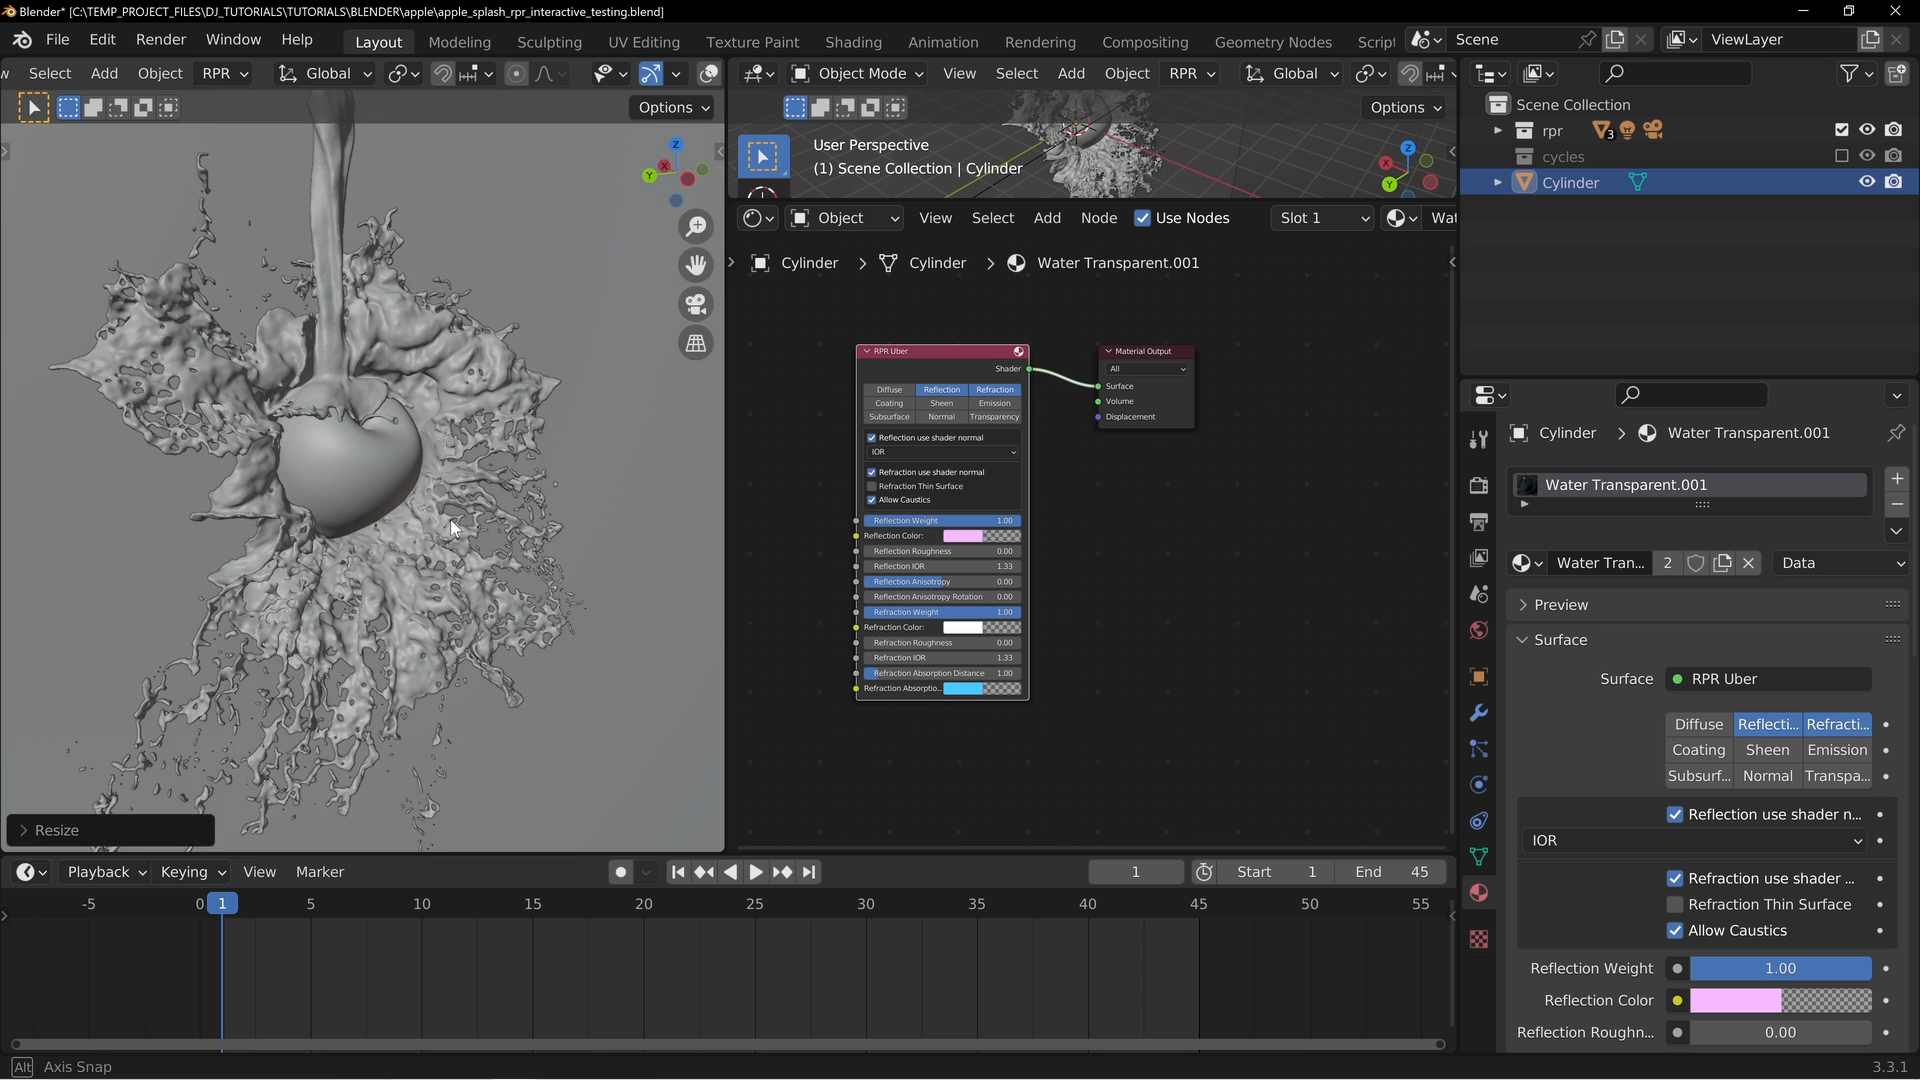 Blender* [C:\TEMP_PROJECT_FILES\DJ_TUTORIALS\TUTORIALS\BLENDER\apple\apple_splash_rpr_interactive_testing.blend]
File Edit Render Window Help Layout Modeling Sculpting UV Editing Texture Paint Shading Animation Rendering Compositing Geometry Nodes Script Scene ViewLayer
w Select Add Object RPR Global
Options
Object Mode View Select Add Object RPR Global
Options
User Perspective
(1) Scene Collection | Cylinder
Z
X
Y
Z
X
Y
Object View Select Add Node Use Nodes Slot 1 Wat
Cylinder > Cylinder > Water Transparent.001
RPR Uber
Shader
Diffuse Reflection Refraction
Coating Sheen Emission
Subsurface Normal Transparency
Reflection use shader normal
IOR
Refraction use shader normal
Refraction Thin Surface
Allow Caustics
Reflection Weight 1.00
Reflection Color:
Reflection Roughness 0.00
Reflection IOR 1.33
Reflection Anisotropy 0.00
Reflection Anisotropy Rotation 0.00
Refraction Weight 1.00
Refraction Color:
Refraction Roughness 0.00
Refraction IOR 1.33
Refraction Absorption Distance 1.00
Refraction Absorptio...
Material Output
All
Surface
Volume
Displacement
Scene Collection
rpr 3
cycles
Cylinder
Cylinder > Water Transparent.001
Water Transparent.001
Water Tran... 2 Data
Preview
Surface
Surface RPR Uber
Diffuse Reflecti... Refracti...
Coating Sheen Emission
Subsurf... Normal Transpa...
Reflection use shader n...
IOR
Refraction use shader ...
Refraction Thin Surface
Allow Caustics
Reflection Weight 1.00
Reflection Color
Reflection Roughn... 0.00
> Resize
Playback Keying View Marker 1 Start 1 End 45
-5 0 1 5 10 15 20 25 30 35 40 45 50 55
Alt Axis Snap
3.3.1